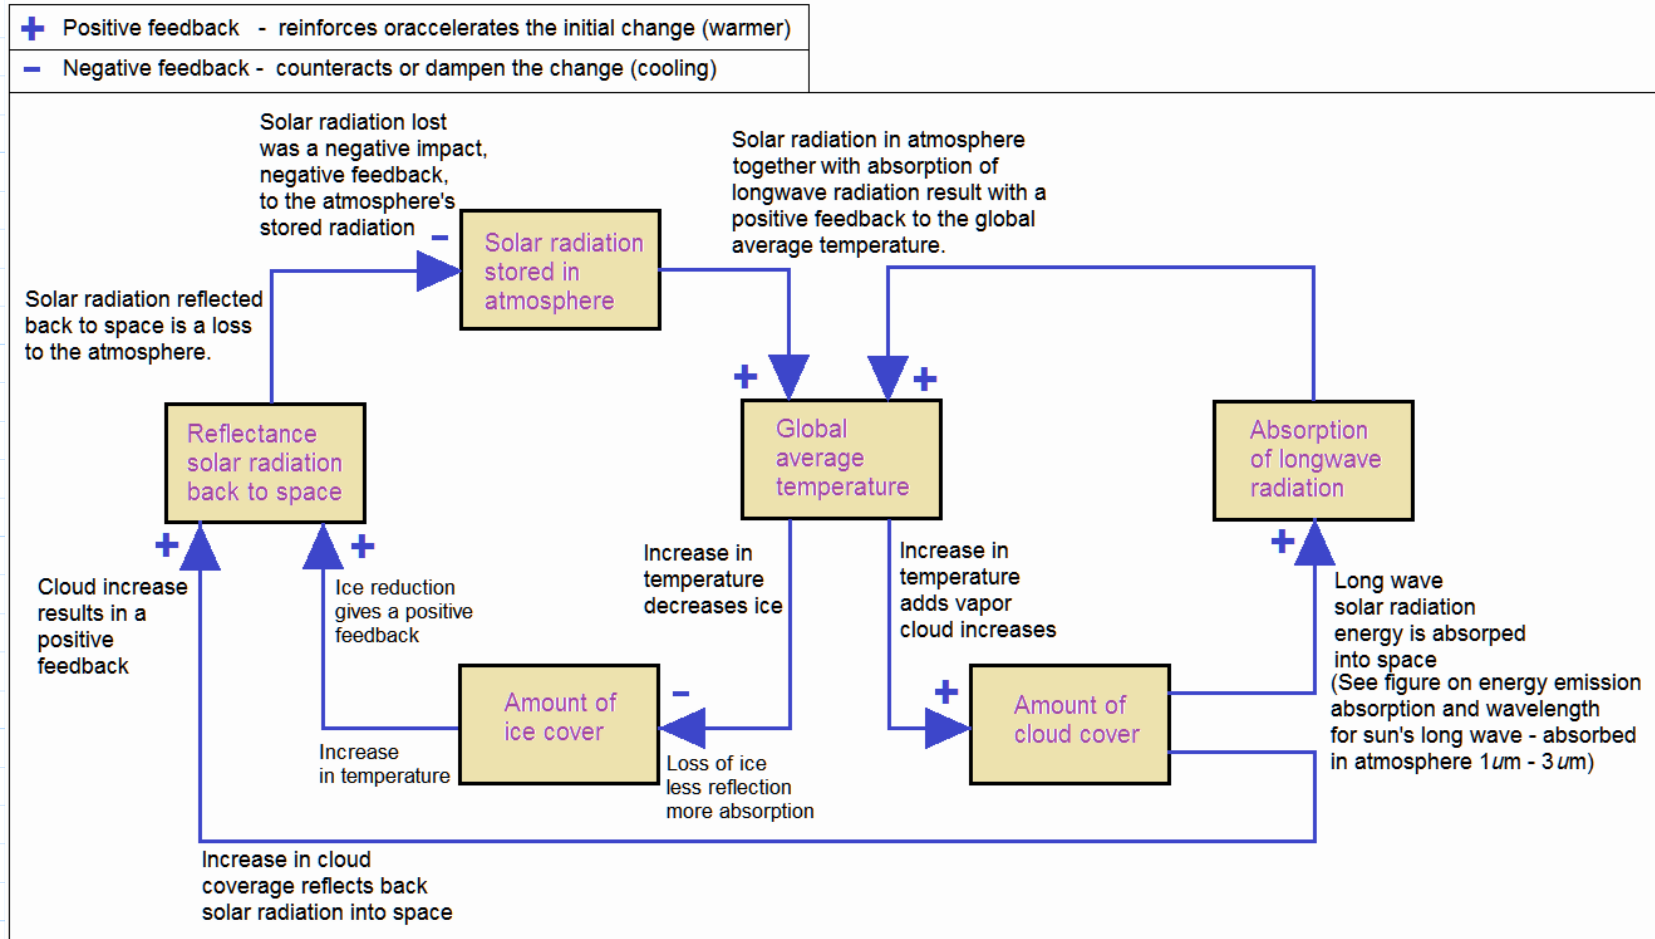 + Positive feedback - reinforces oraccelerates the initial change (warmer)
− Negative feedback - counteracts or dampen the change (cooling)
Solar radiation lost
was a negative impact,
negative feedback,
to the atmosphere's
stored radiation
−
Solar radiation
stored in
atmosphere
Solar radiation in atmosphere
together with absorption of
longwave radiation result with a
positive feedback to the global
average temperature.
Solar radiation reflected
back to space is a loss
to the atmosphere.
+
+
Reflectance
solar radiation
back to space
Global
average
temperature
Absorption
of longwave
radiation
+
+
+
Cloud increase
results in a
positive
feedback
Ice reduction
gives a positive
feedback
Increase in
temperature
decreases ice
Increase in
temperature
adds vapor
cloud increases
Long wave
solar radiation
energy is absorped
into space
(See figure on energy emission
absorption and wavelength
for sun's long wave - absorbed
in atmosphere 1um - 3um)
Amount of
ice cover
−
+
Amount of
cloud cover
Increase
in temperature
Loss of ice
less reflection
more absorption
Increase in cloud
coverage reflects back
solar radiation into space